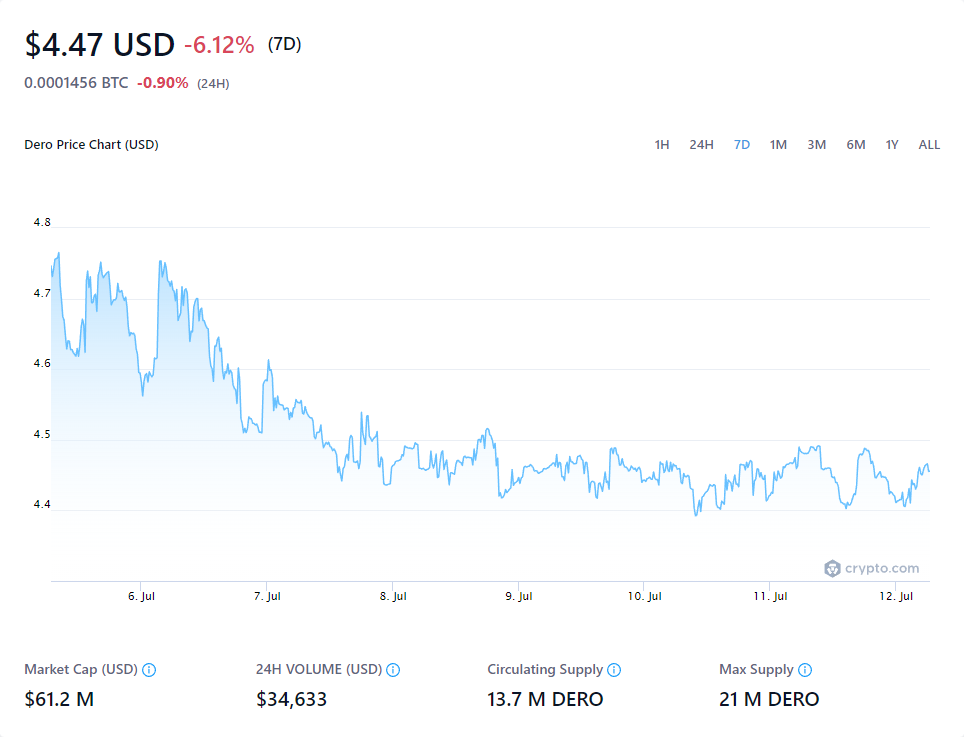 $4.47 USD -6.12% (7D)
0.0001456 BTC -0.90% (24H)
Dero Price Chart (USD) 1H 24H 7D 1M 3M 6M 1Y ALL
4.8
4.7
4.6
4.5
4.4
crypto.com
6. Jul 7. Jul 8. Jul 9. Jul 10. Jul 11. Jul 12. Jul
Market Cap (USD) 24H VOLUME (USD) Circulating Supply Max Supply
$61.2 M $34,633 13.7 M DERO 21 M DERO